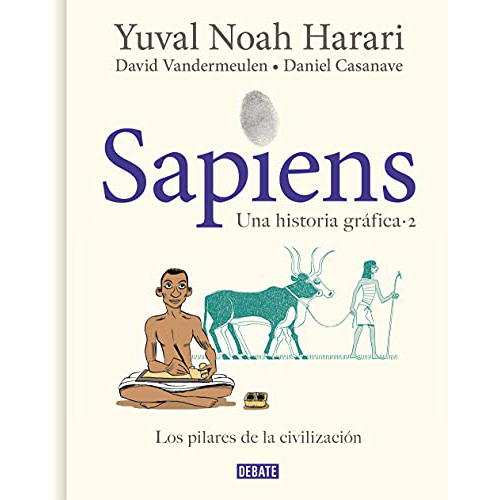 Yuval Noah Harari
David Vandermeulen • Daniel Casanave
Sapiens
Una historia gráfica·2
Los pilares de la civilización
DEBATE